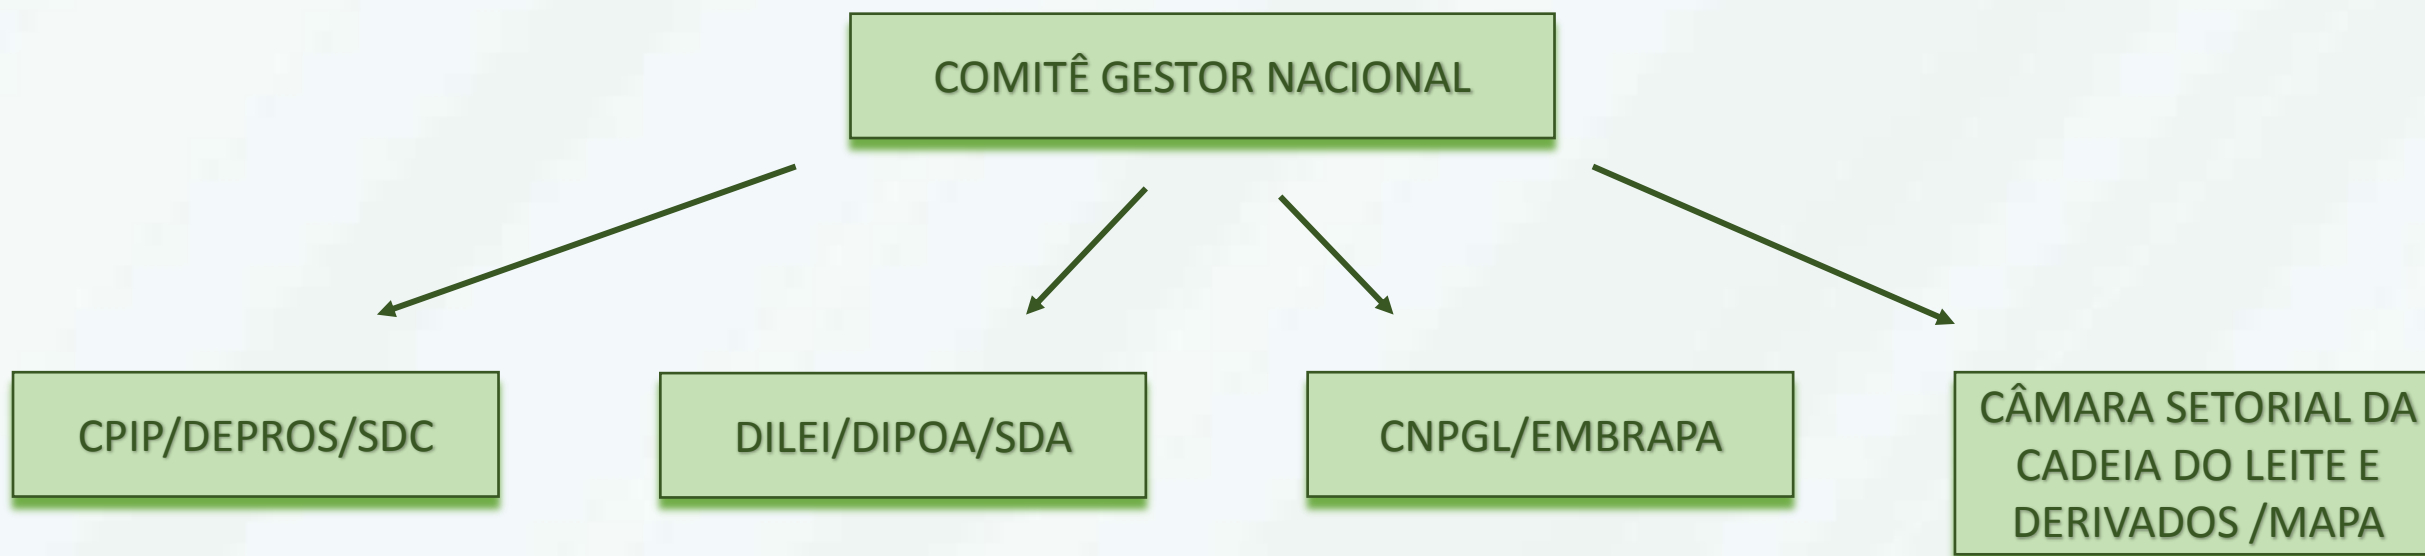 COMITÊ GESTOR NACIONAL
CPIP/DEPROS/SDC
DILEI/DIPOA/SDA
CNPGL/EMBRAPA
CÂMARA SETORIAL DA
CADEIA DO LEITE E
DERIVADOS /MAPA